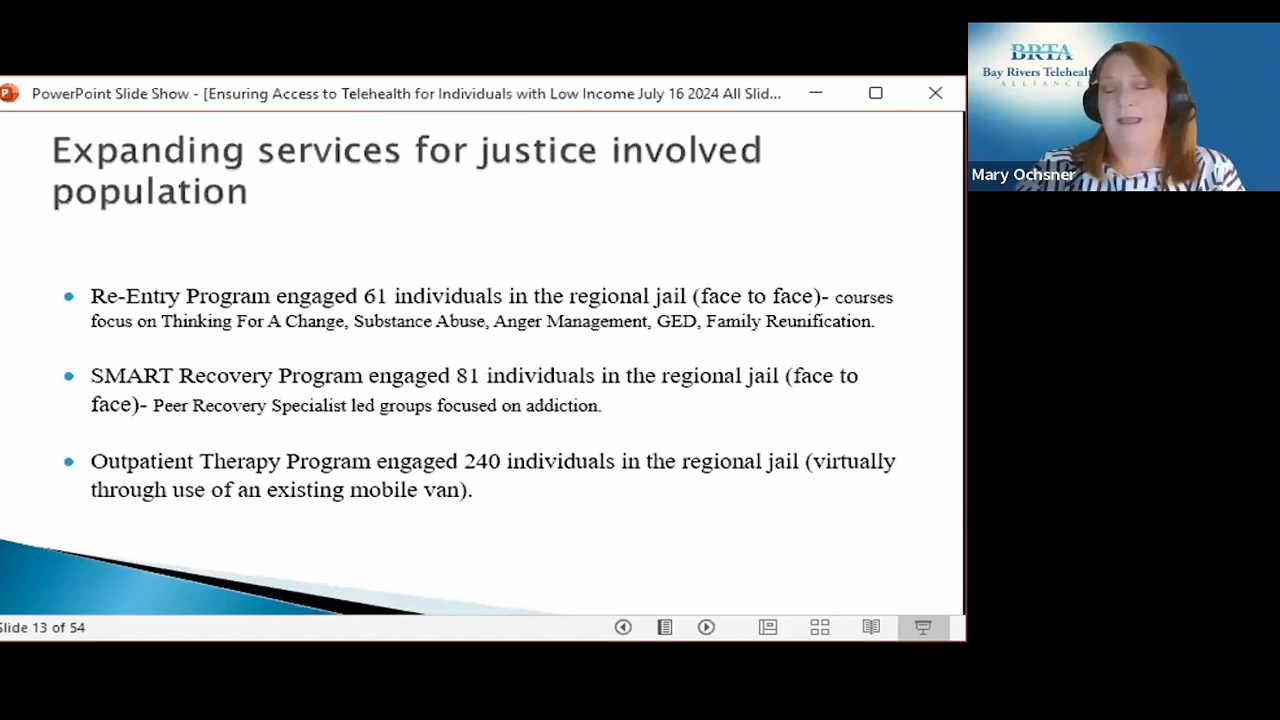 PowerPoint Slide Show - [Ensuring Access to Telehealth for Individuals with Low Income July 16 2024 All Slid...
Expanding services for justice involved
population
• Re-Entry Program engaged 61 individuals in the regional jail (face to face)- courses
focus on Thinking For A Change, Substance Abuse, Anger Management, GED, Family Reunification.
• SMART Recovery Program engaged 81 individuals in the regional jail (face to
face)- Peer Recovery Specialist led groups focused on addiction.
• Outpatient Therapy Program engaged 240 individuals in the regional jail (virtually
through use of an existing mobile van).
Slide 13 of 54
BRTA
Bay Rivers Telehealt
ALLIANCE
Mary Ochsner